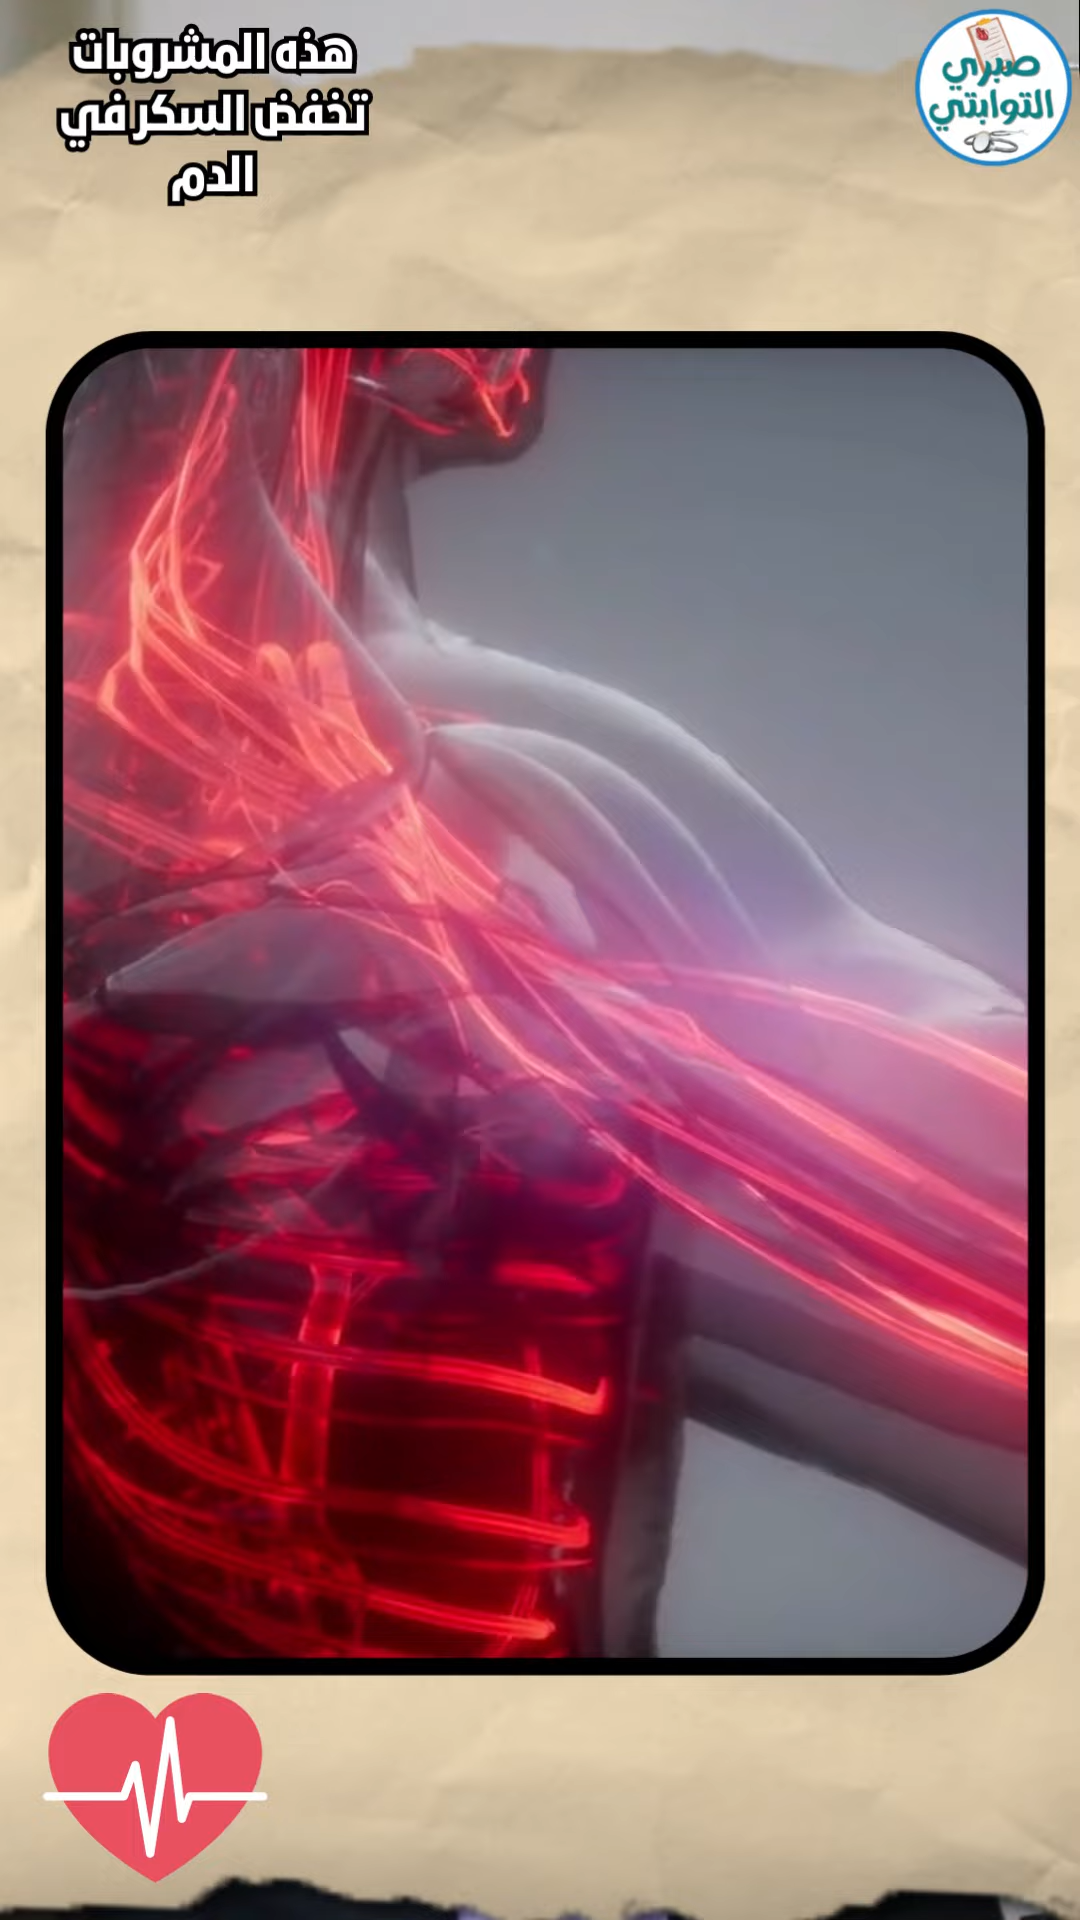 هذه المشروبات
تخفض السكر في
الدم
صبري
التوابتي